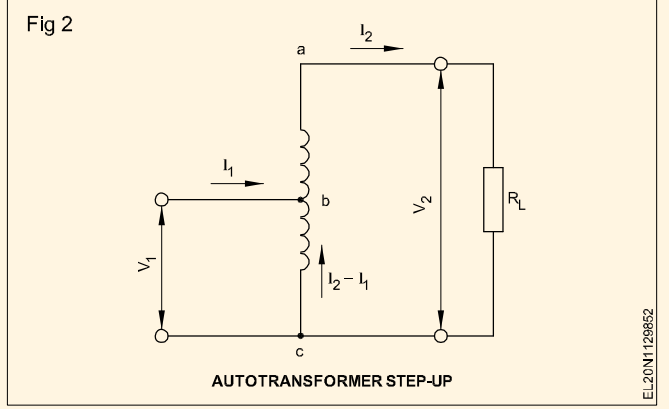 Fig 2
I2
a
I1
b
V1
V2
RL
I2 – I1
c
AUTOTRANSFORMER STEP-UP
EL20N1129852